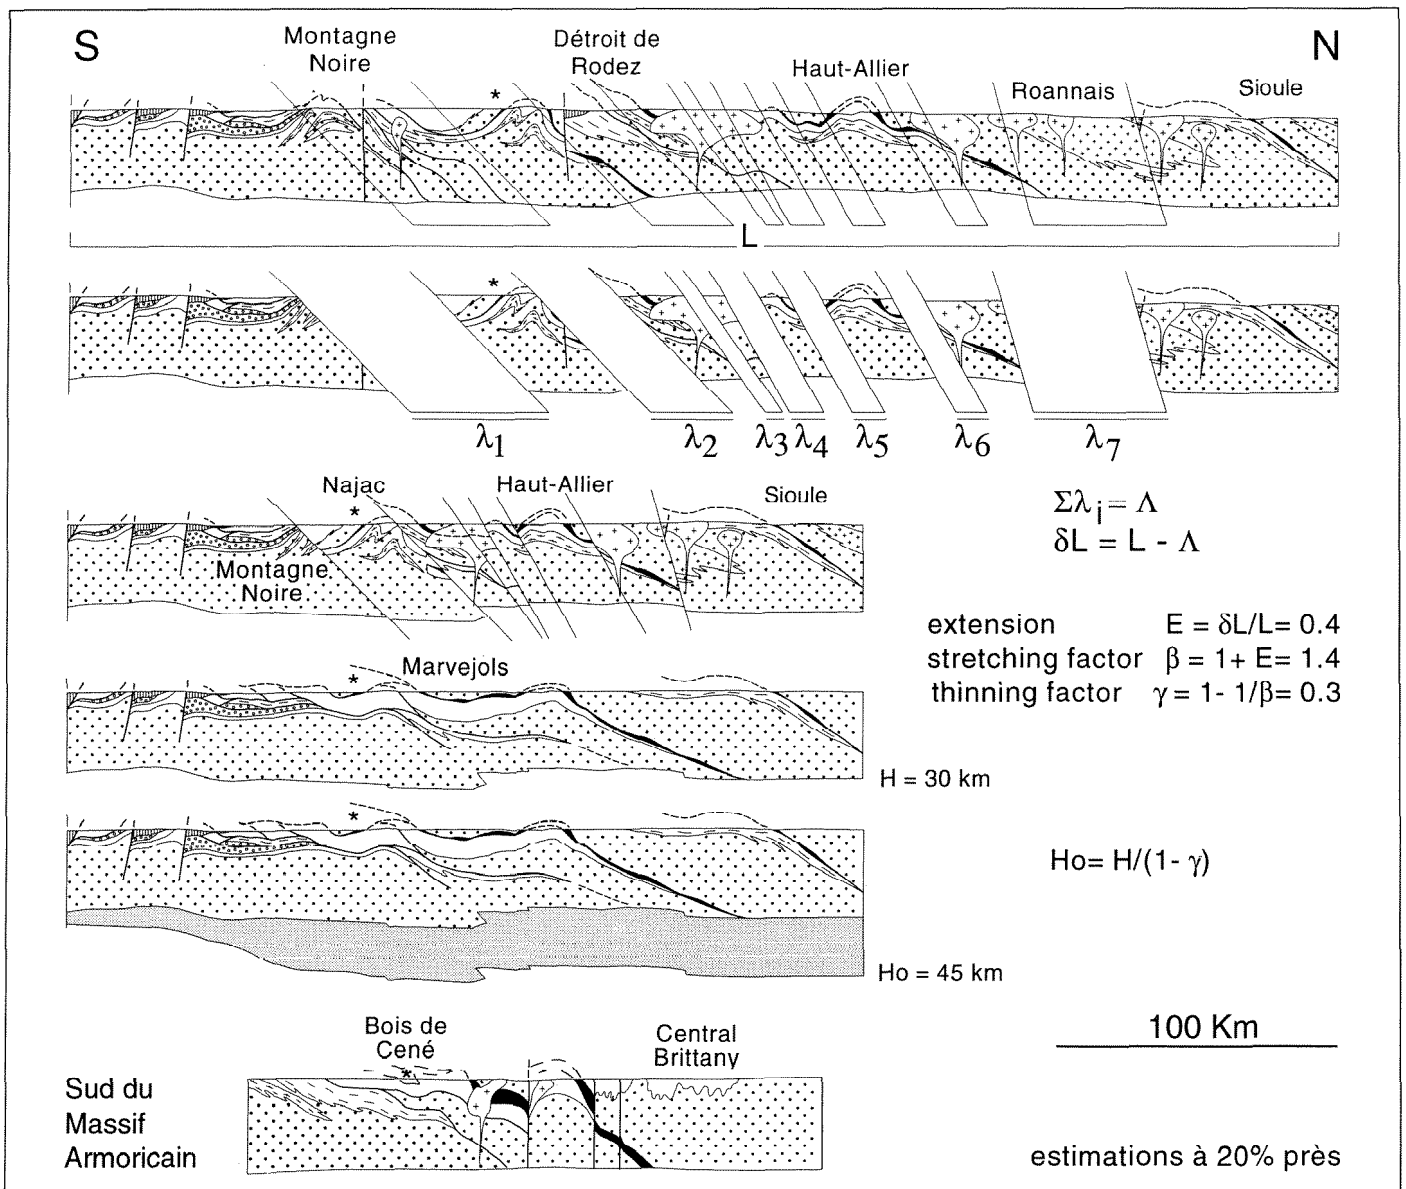 S
N
Montagne
Noire
Détroit de
Rodez
Haut-Allier
Roannais
Sioule
*
L
*
λ1
λ2
λ3
λ4
λ5
λ6
λ7
Najac
Haut-Allier
Sioule
*
Montagne
Noire
Σλi = Λ
δL = L - Λ
extension E = δL/L= 0.4
stretching factor β = 1+ E= 1.4
thinning factor γ = 1- 1/β= 0.3
Marvejols
*
H = 30 km
*
Ho= H/(1- γ)
Ho = 45 km
100 Km
Bois de
Cené
*
Central
Brittany
Sud du
Massif
Armoricain
estimations à 20% près